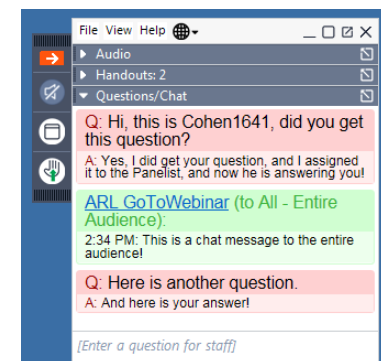 File View Help
Audio
Handouts: 2
Questions/Chat
Q: Hi, this is Cohen1641, did you get
this question?
A: Yes, I did get your question, and I assigned
it to the Panelist, and now he is answering you!
ARL GoToWebinar (to All - Entire
Audience):
2:34 PM: This is a chat message to the entire
audience!
Q: Here is another question.
A: And here is your answer!
[Enter a question for staff]